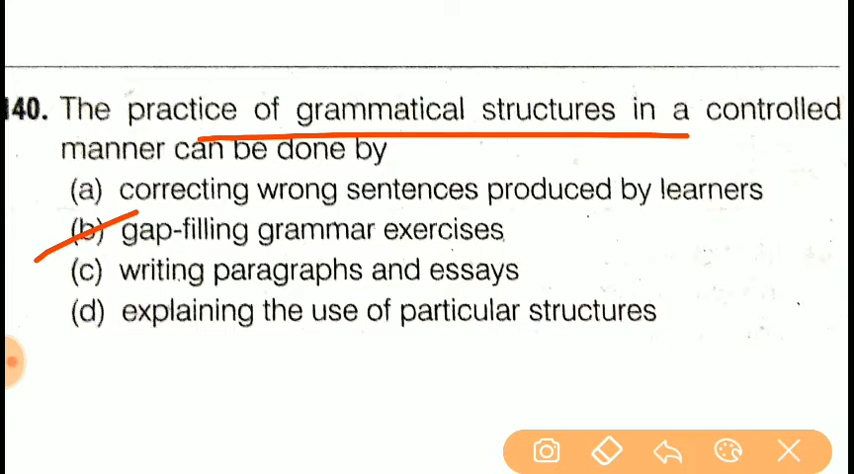 140. The practice of grammatical structures in a controlled
manner can be done by
(a) correcting wrong sentences produced by learners
(b) gap-filling grammar exercises
(c) writing paragraphs and essays
(d) explaining the use of particular structures